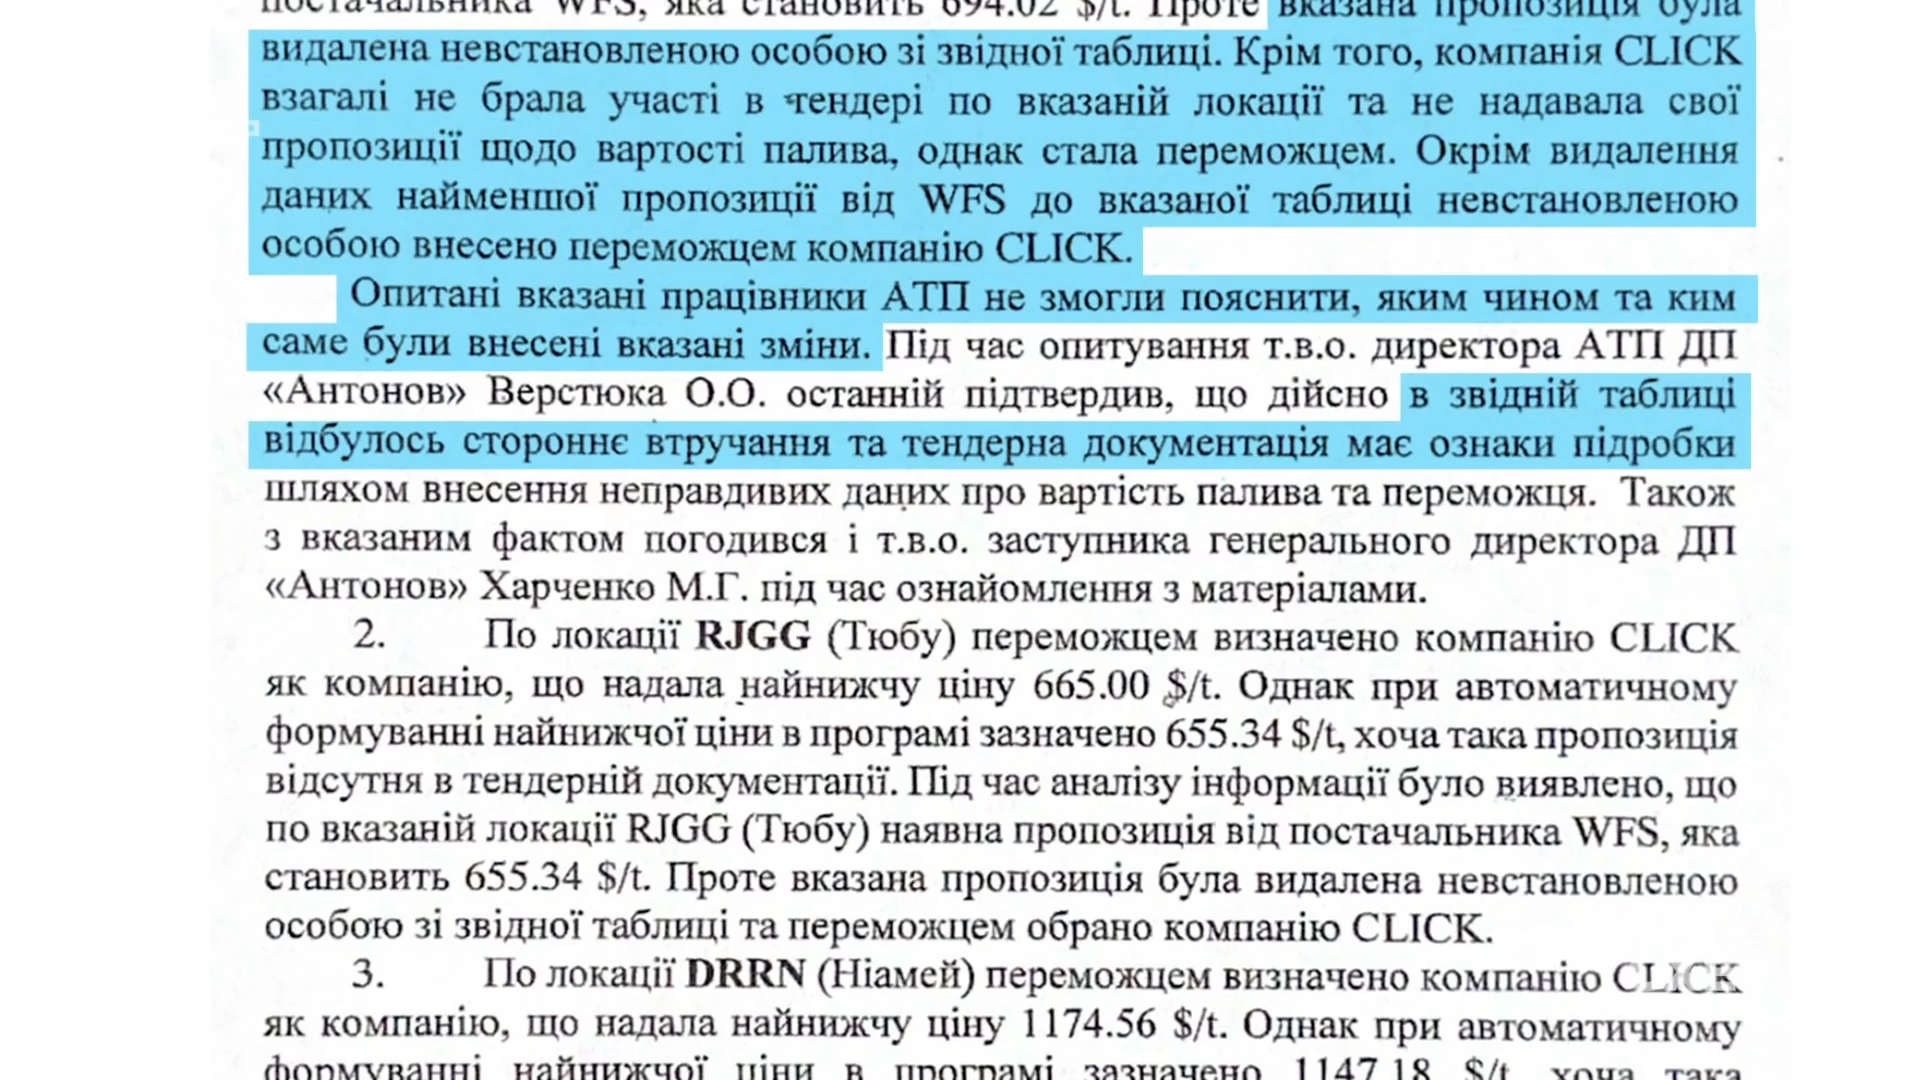 постачальника WFS, яка становить 694.02 $/t. Проте вказана пропозиція була
видалена невстановленою особою зі звідної таблиці. Крім того, компанія CLICK
взагалі не брала участі в тендері по вказаній локації та не надавала свої
пропозиції щодо вартості палива, однак стала переможцем. Окрім видалення
даних найменшої пропозиції від WFS до вказаної таблиці невстановленою
особою внесено переможцем компанію CLICK.
Опитані вказані працівники АТП не змогли пояснити, яким чином та ким
саме були внесені вказані зміни. Під час опитування т.в.о. директора АТП ДП
«Антонов» Верстюка О.О. останній підтвердив, що дійсно в звідній таблиці
відбулось стороннє втручання та тендерна документація має ознаки підробки
шляхом внесення неправдивих даних про вартість палива та переможця. Також
з вказаним фактом погодився і т.в.о. заступника генерального директора ДП
«Антонов» Харченко М.Г. під час ознайомлення з матеріалами.
2. По локації RJGG (Тюбу) переможцем визначено компанію CLICK
як компанію, що надала найнижчу ціну 665.00 $/t. Однак при автоматичному
формуванні найнижчої ціни в програмі зазначено 655.34 $/t, хоча така пропозиція
відсутня в тендерній документації. Під час аналізу інформації було виявлено, що
по вказаній локації RJGG (Тюбу) наявна пропозиція від постачальника WFS, яка
становить 655.34 $/t. Проте вказана пропозиція була видалена невстановленою
особою зі звідної таблиці та переможцем обрано компанію CLICK.
3. По локації DRRN (Ніамей) переможцем визначено компанію CLICK
як компанію, що надала найнижчу ціну 1174.56 $/t. Однак при автоматичному
формуванні найнижчої ціни в програмі зазначено 1147.18 $/t, хоча така